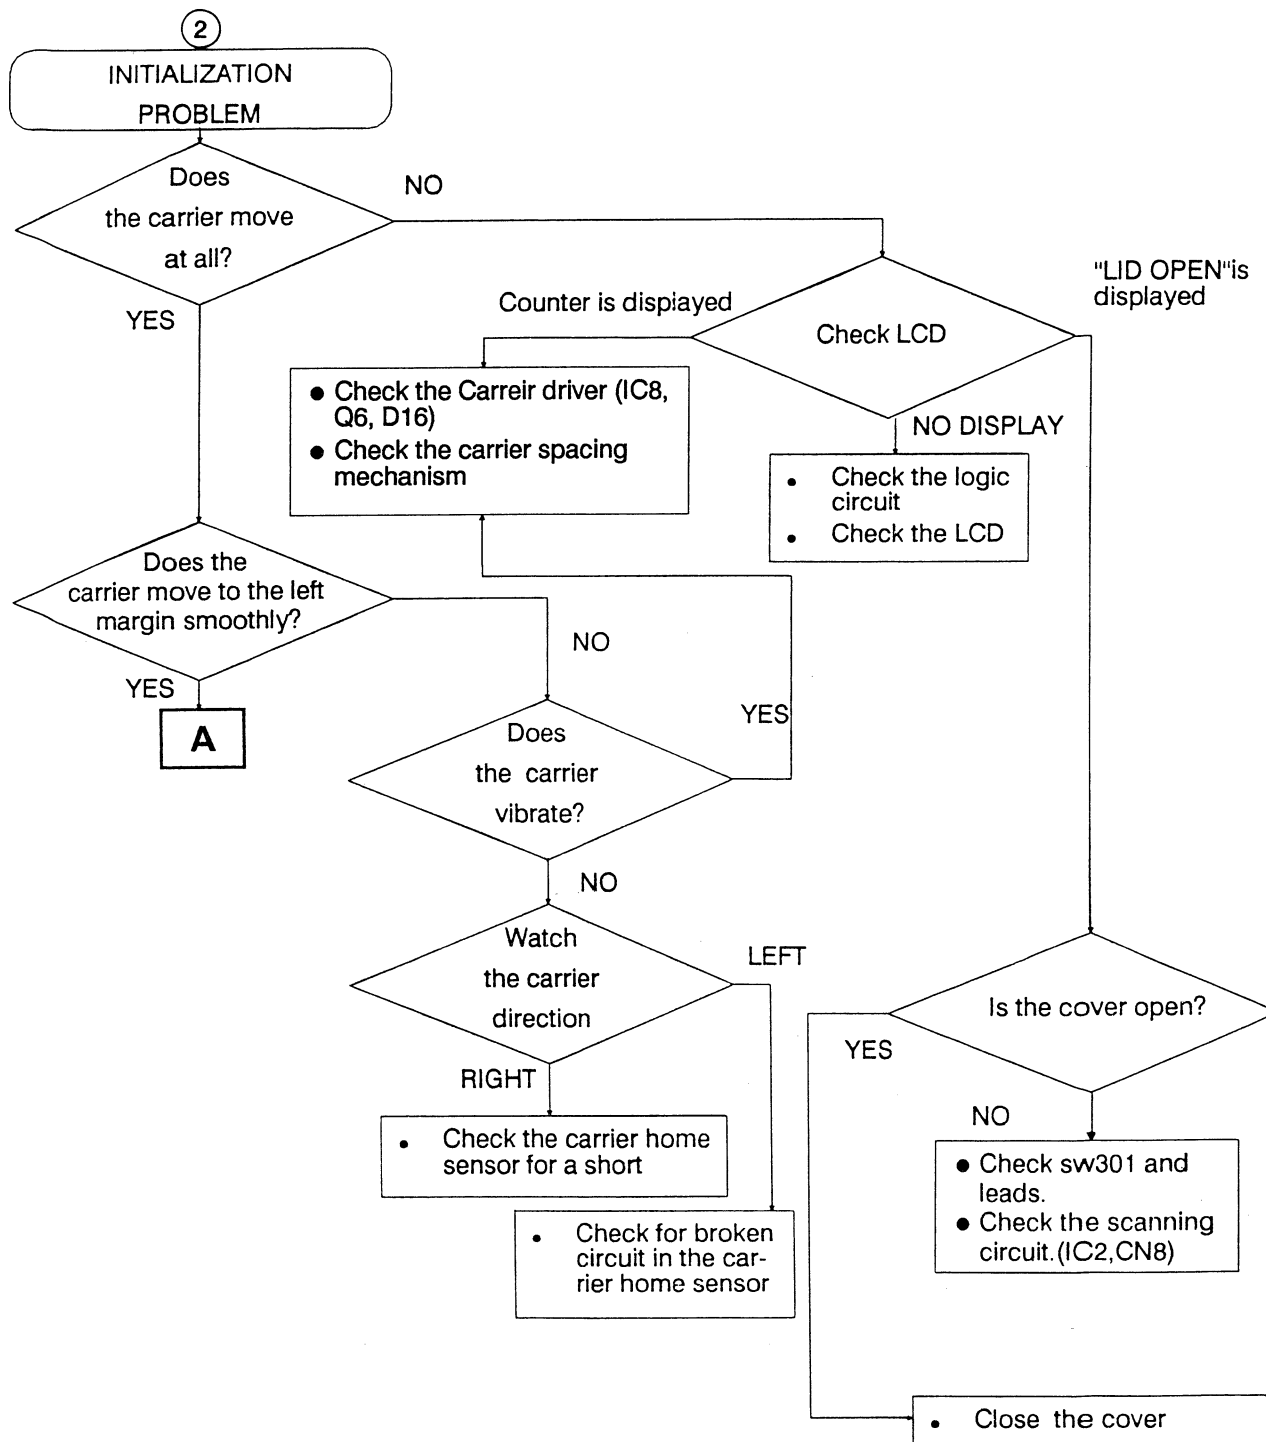 2
INITIALIZATION
PROBLEM
Does
the carrier move
at all?
NO
YES
"LID OPEN"is
displayed
Counter is displayed
Check LCD
● Check the Carreir driver (IC8,
Q6, D16)
● Check the carrier spacing
mechanism
NO DISPLAY
• Check the logic
circuit
• Check the LCD
Does the
carrier move to the left
margin smoothly?
NO
YES
A
YES
Does
the carrier
vibrate?
NO
Watch
the carrier
direction
LEFT
RIGHT
Is the cover open?
YES
NO
• Check the carrier home
sensor for a short
● Check sw301 and
leads.
● Check the scanning
circuit.(IC2,CN8)
• Check for broken
circuit in the car-
rier home sensor
• Close the cover